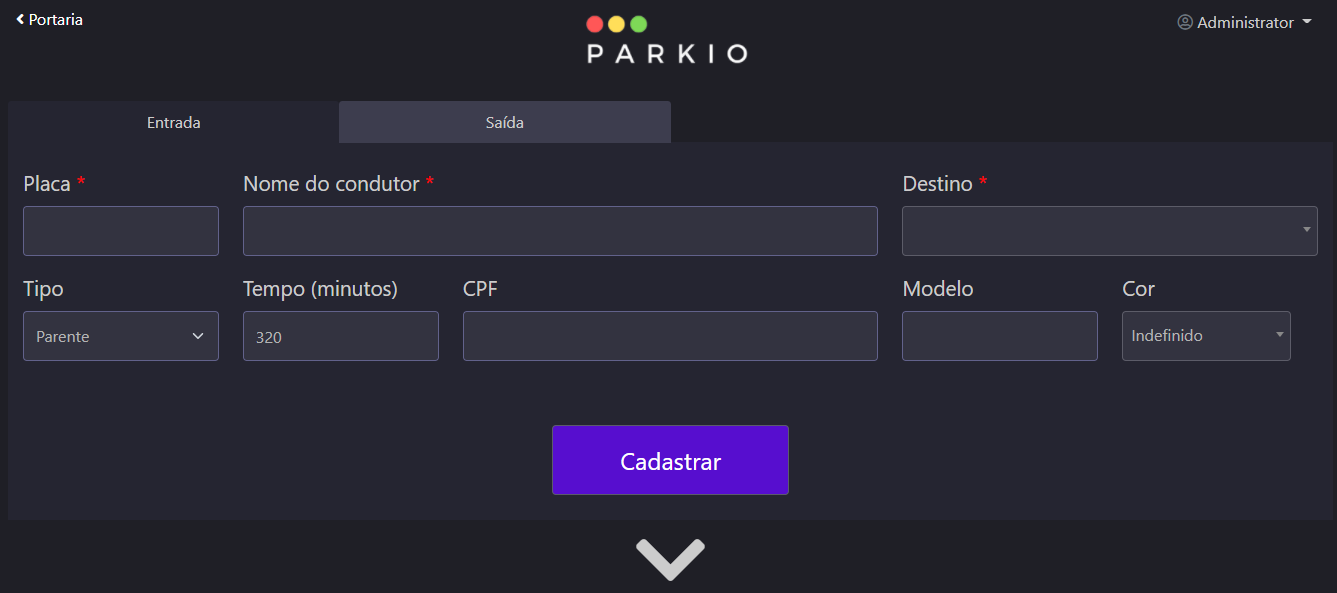 Portaria
PARKIO
Administrator
Entrada
Saída
Placa *
Nome do condutor *
Destino *
Tipo
Tempo (minutos)
CPF
Modelo
Cor
Parente
320
Indefinido
Cadastrar